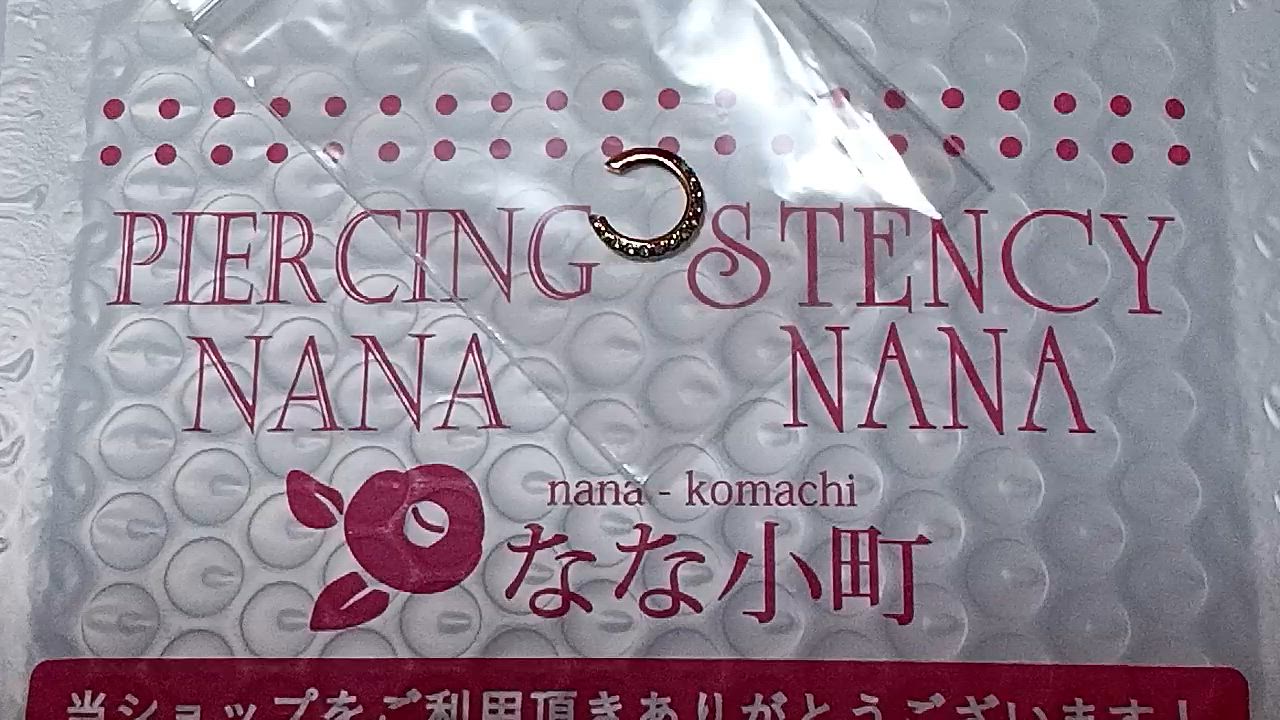 PIERCING STENCY
NANA NANA
nana - komachi
なな小町
当ショップをご利用頂きありがとうございます！